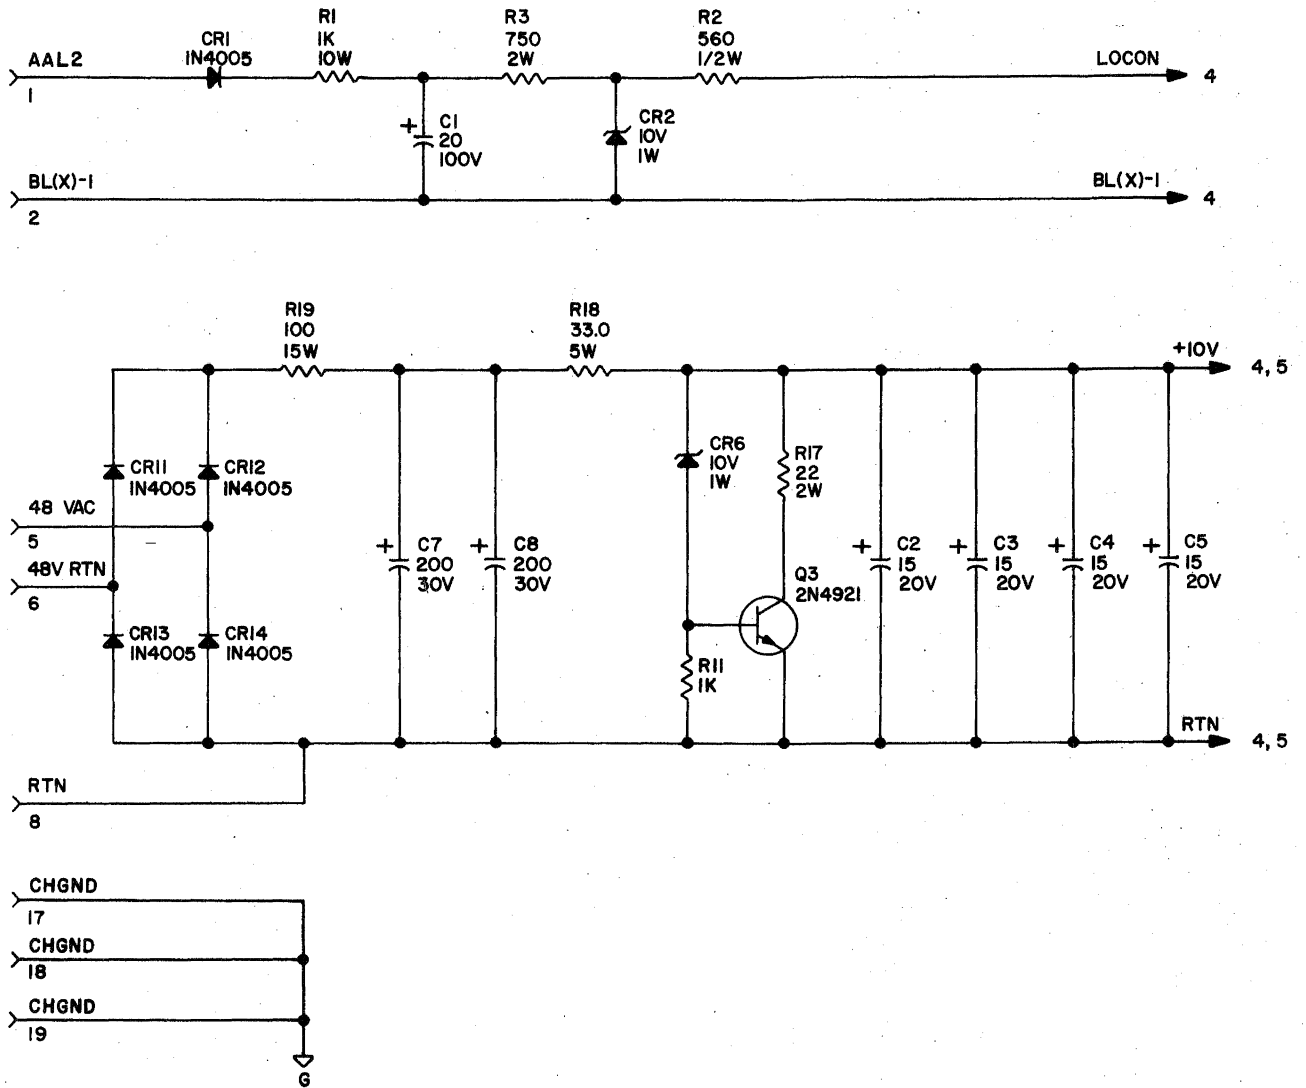 AAL2
1
CR1
1N4005
R1
1K
10W
+
C1
20
100V
R3
750
2W
CR2
10V
1W
R2
560
1/2W
LOCON
4
BL(X)-1
2
BL(X)-1
4
R19
100
15W
R18
33.0
5W
+10V
4, 5
CR11
1N4005
CR12
1N4005
48 VAC
5
48V RTN
6
CR13
1N4005
CR14
1N4005
+
C7
200
30V
+
C8
200
30V
CR6
10V
1W
R17
22
2W
Q3
2N4921
R11
1K
+
C2
15
20V
+
C3
15
20V
+
C4
15
20V
+
C5
15
20V
RTN
4, 5
RTN
8
CHGND
17
CHGND
18
CHGND
19
G